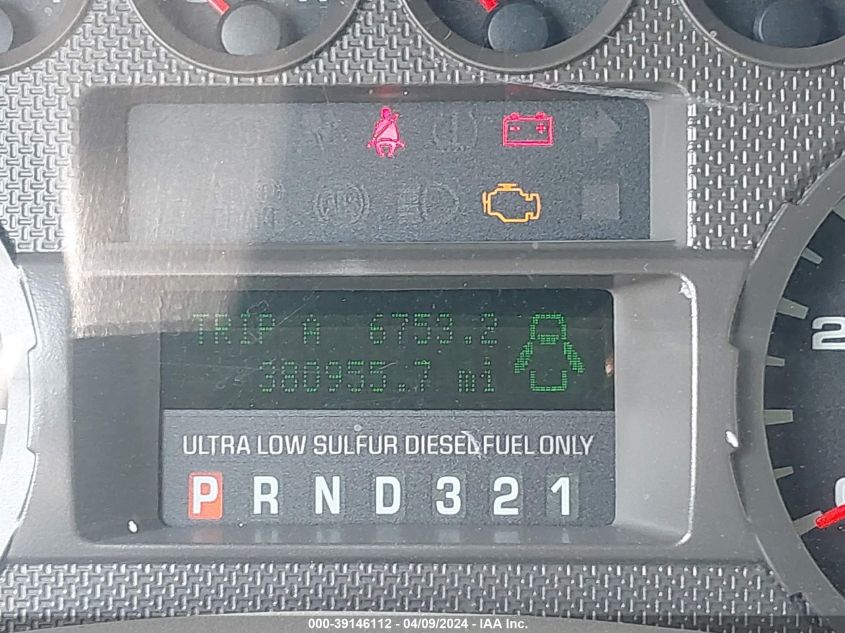 TRIP A 6753.2
380955.7 mi
ULTRA LOW SULFUR DIESEL FUEL ONLY
P R N D 3 2 1
2
000-39146112 - 04/09/2024 - IAA Inc.